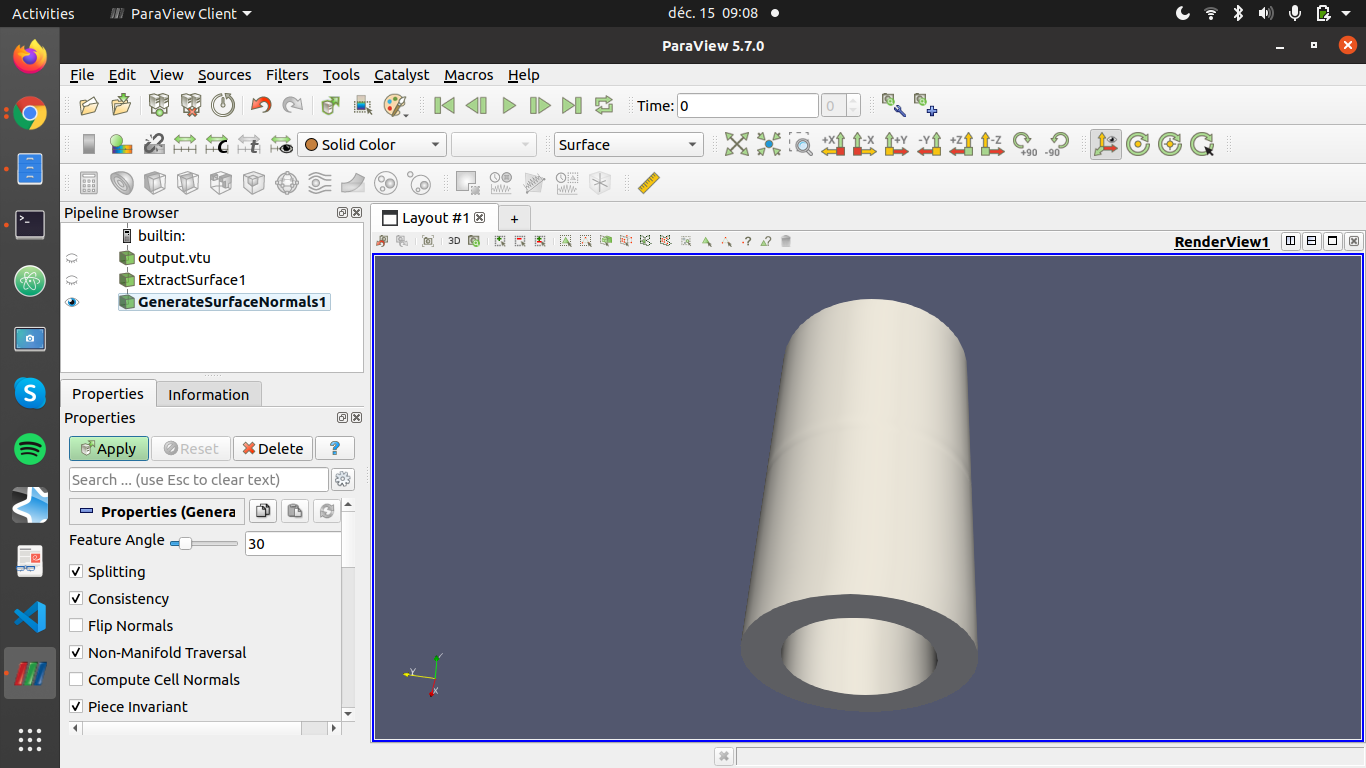 Activities ParaView Client déc. 15 09:08
ParaView 5.7.0
File Edit View Sources Filters Tools Catalyst Macros Help
Time: 0 0
Solid Color Surface +X -X +Y -Y +Z -Z +90 -90
Pipeline Browser
Layout #1 +
builtin:
3D RenderView1
output.vtu
ExtractSurface1
GenerateSurfaceNormals1
Properties Information
Properties
Apply Reset Delete ?
Search ... (use Esc to clear text)
Properties (Genera
Feature Angle 30
Splitting
Consistency
Flip Normals
Non-Manifold Traversal
Compute Cell Normals
Piece Invariant
Y
X